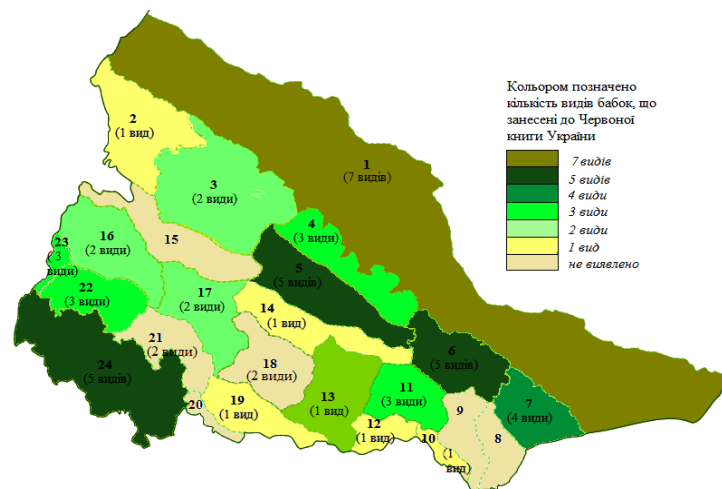 Кольором позначено
кількість видів бабок, що
занесені до Червоної
книги України
7 видів
5 видів
4 види
3 види
2 види
1 вид
не виявлено
2
(1 вид)
1
(7 видів)
3
(2 види)
4
(3 види)
16
(2 види)
15
23
(3
види)
5
(5 видів)
22
(3 види)
17
(2 види)
14
(1 вид)
21
(2 види)
24
(5 видів)
18
(2 види)
6
(5 видів)
13
(1 вид)
11
(3 види)
19
(1 вид)
20
9
7
(4 види)
12
(1 вид)
10
(1
вид)
8